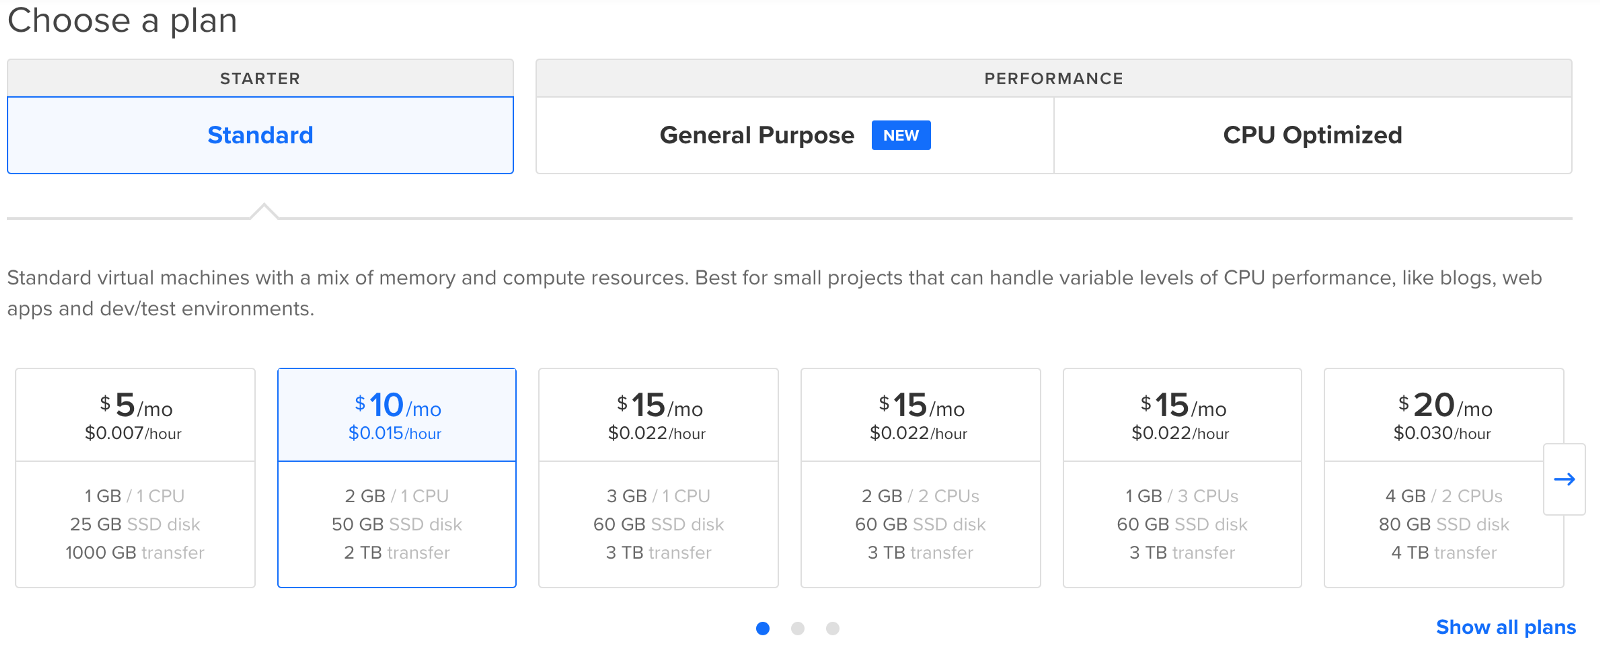 Choose a plan
STARTER
PERFORMANCE
Standard
General Purpose NEW
CPU Optimized
Standard virtual machines with a mix of memory and compute resources. Best for small projects that can handle variable levels of CPU performance, like blogs, web
apps and dev/test environments.
$5/mo
$0.007/hour
1 GB / 1 CPU
25 GB SSD disk
1000 GB transfer
$10/mo
$0.015/hour
2 GB / 1 CPU
50 GB SSD disk
2 TB transfer
$15/mo
$0.022/hour
3 GB / 1 CPU
60 GB SSD disk
3 TB transfer
$15/mo
$0.022/hour
2 GB / 2 CPUs
60 GB SSD disk
3 TB transfer
$15/mo
$0.022/hour
1 GB / 3 CPUs
60 GB SSD disk
3 TB transfer
$20/mo
$0.030/hour
4 GB / 2 CPUs
80 GB SSD disk
4 TB transfer
Show all plans